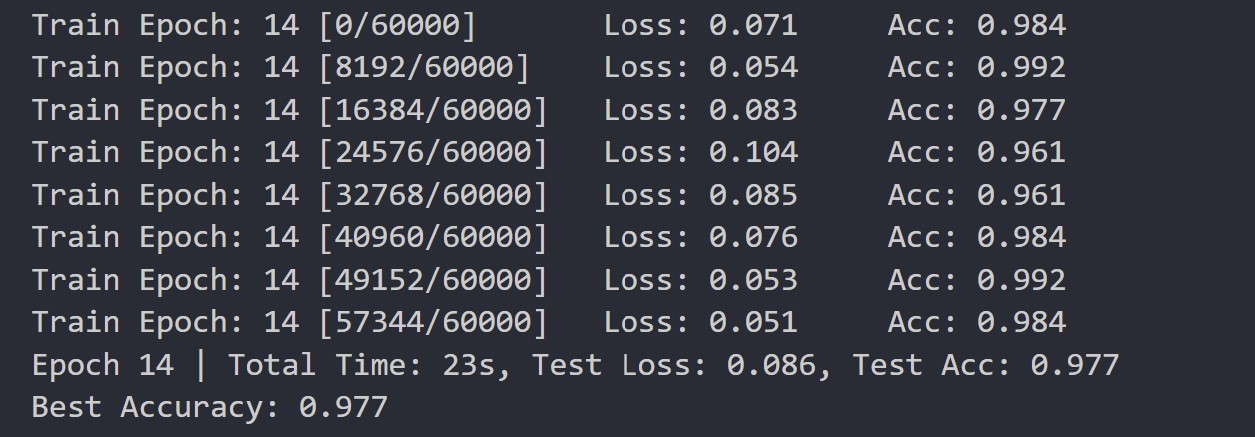 Train Epoch: 14 [0/60000] Loss: 0.071 Acc: 0.984
Train Epoch: 14 [8192/60000] Loss: 0.054 Acc: 0.992
Train Epoch: 14 [16384/60000] Loss: 0.083 Acc: 0.977
Train Epoch: 14 [24576/60000] Loss: 0.104 Acc: 0.961
Train Epoch: 14 [32768/60000] Loss: 0.085 Acc: 0.961
Train Epoch: 14 [40960/60000] Loss: 0.076 Acc: 0.984
Train Epoch: 14 [49152/60000] Loss: 0.053 Acc: 0.992
Train Epoch: 14 [57344/60000] Loss: 0.051 Acc: 0.984
Epoch 14 | Total Time: 23s, Test Loss: 0.086, Test Acc: 0.977
Best Accuracy: 0.977